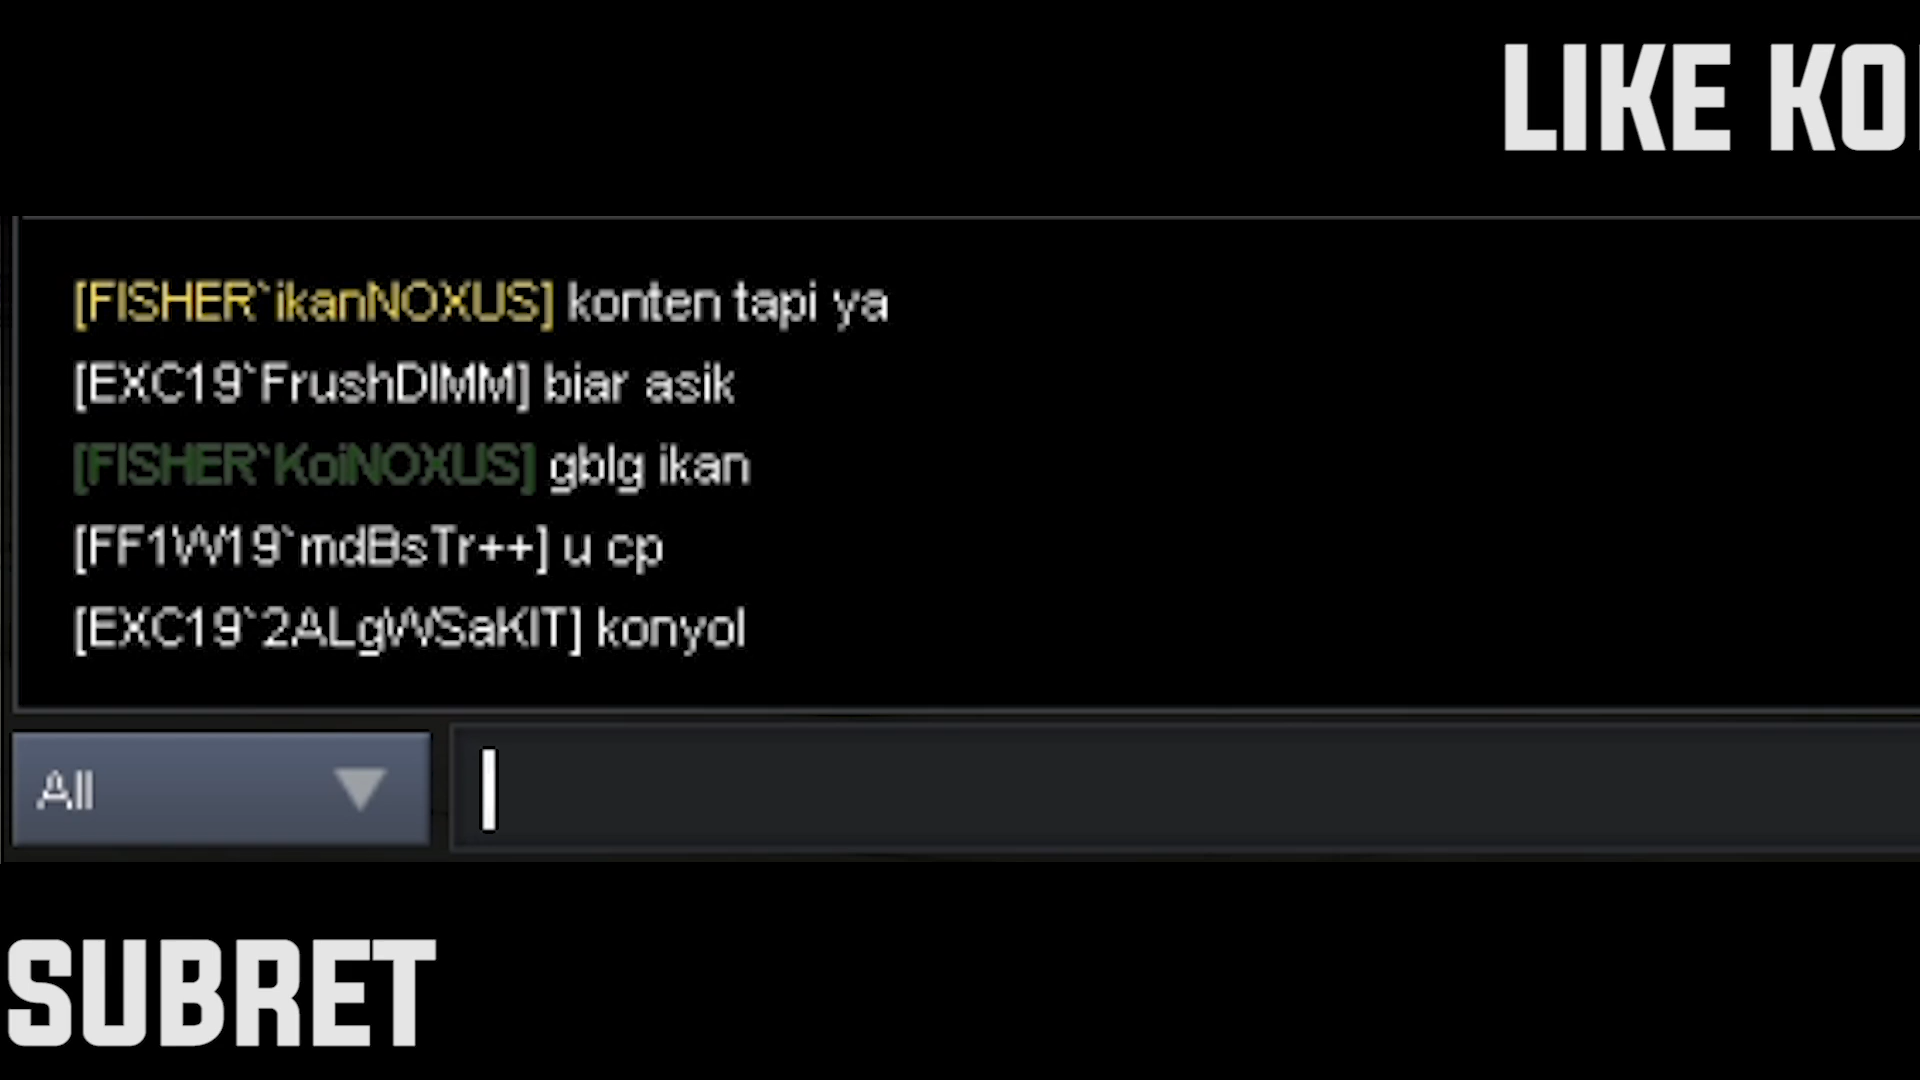 LIKE KO
[FISHER`ikanNOXUS] konten tapi ya
[EXC19`FrushDIMM] biar asik
[FISHER`KoiNOXUS] gblg ikan
[FF1W19`mdBsTr++] u cp
[EXC19`2ALgWSaKIT] konyol
All
SUBRET